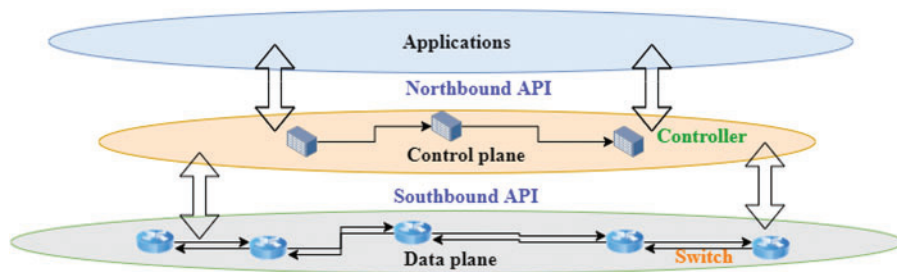 Applications
Northbound API
Controller
Control plane
Southbound API
Switch
Data plane